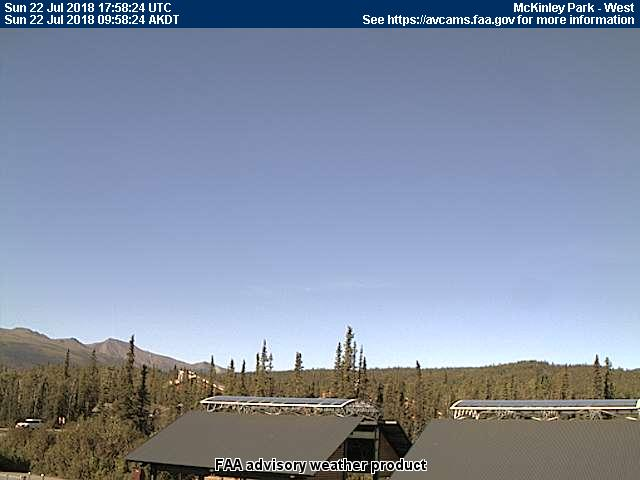 Sun 22 Jul 2018 17:58:24 UTC McKinley Park - West
Sun 22 Jul 2018 09:58:24 AKDT See https://avcams.faa.gov for more information
FAA advisory weather product